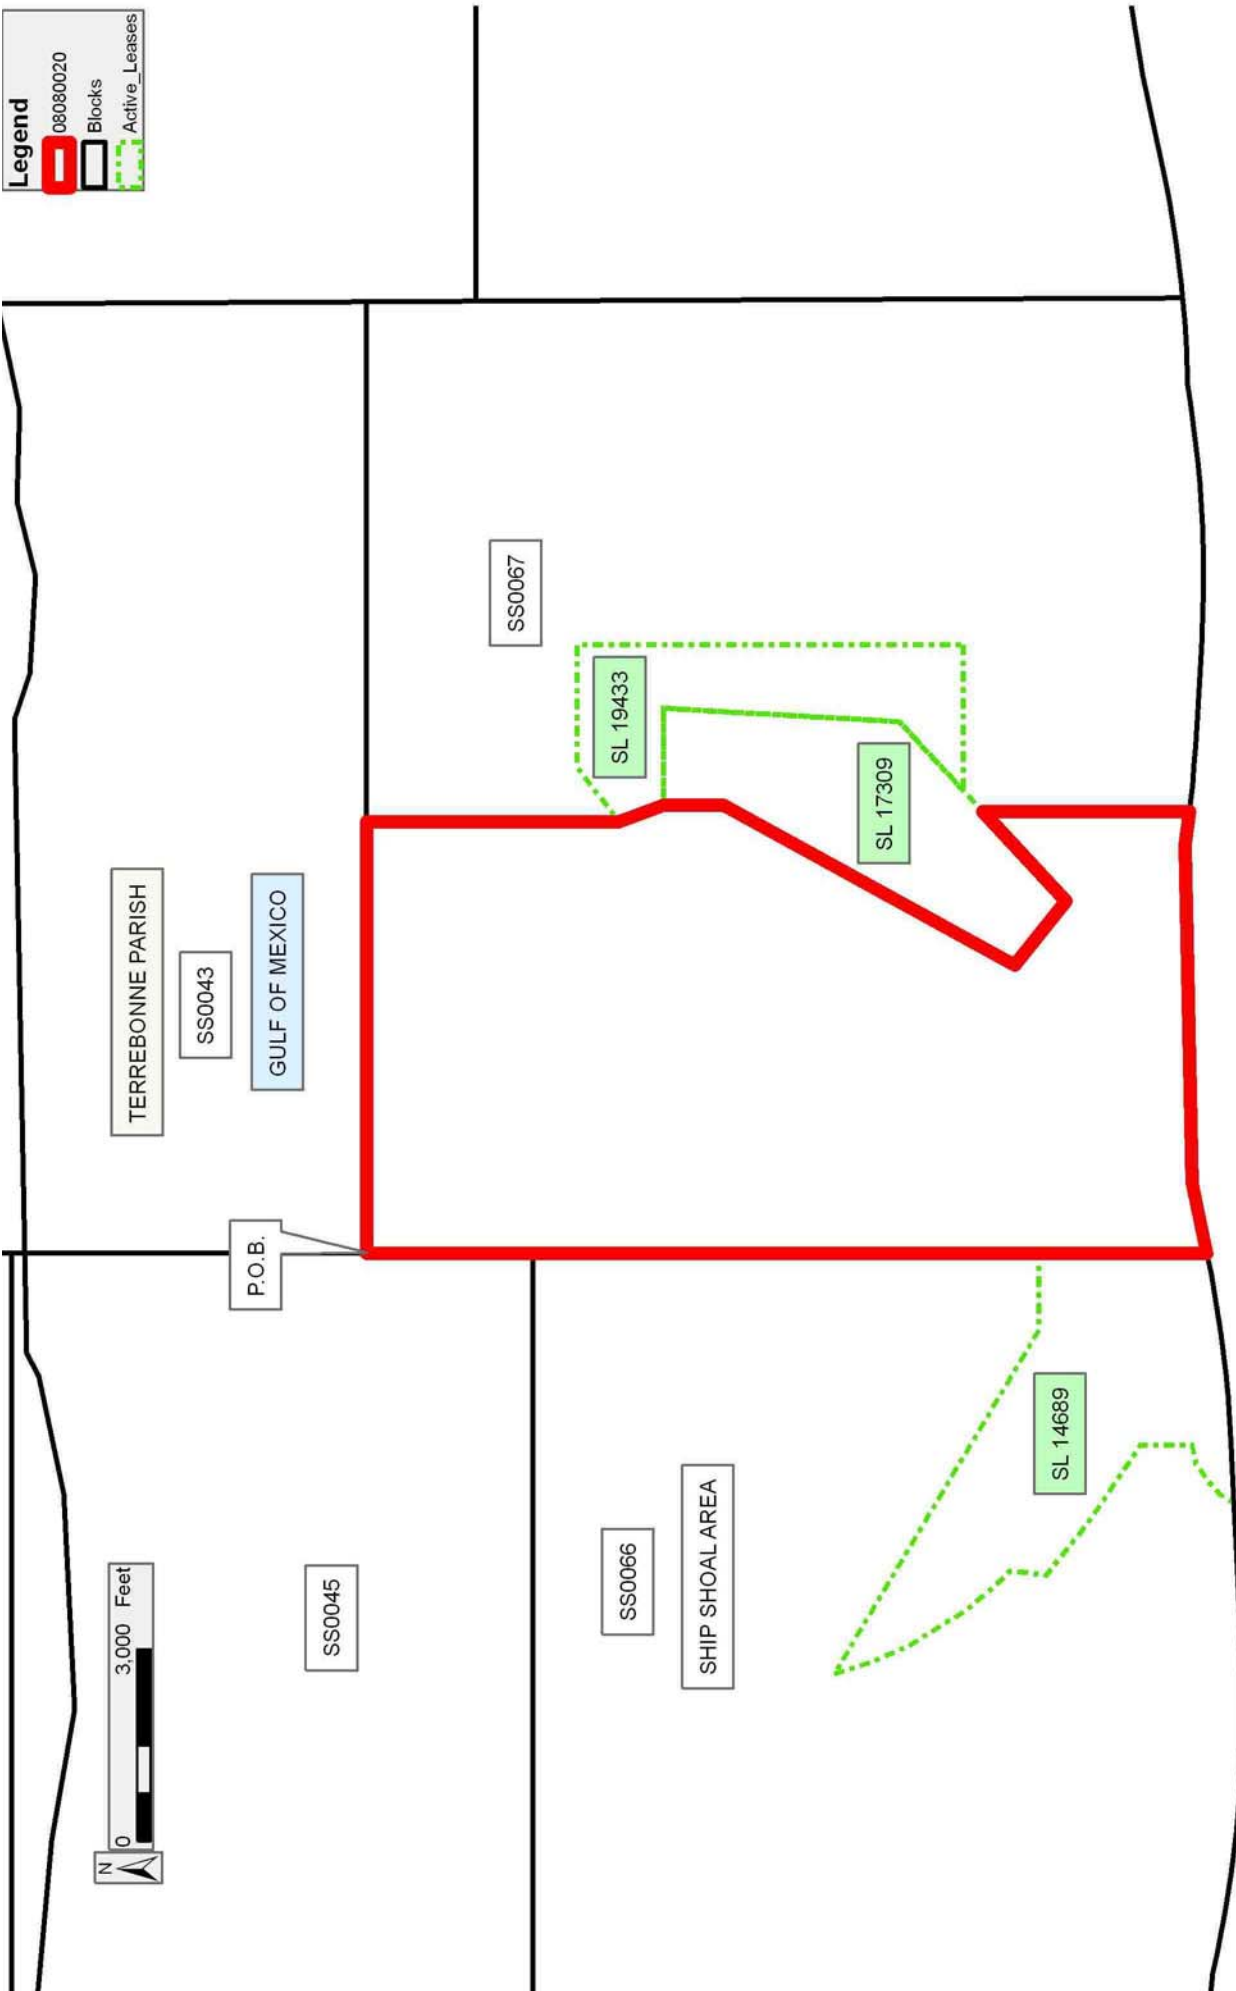 Legend
08080020
Blocks
Active_Leases
N
0
3,000
Feet
TERREBONNE PARISH
SS0043
GULF OF MEXICO
P.O.B.
SS0045
SS0067
SL 19433
SL 17309
SS0066
SHIP SHOAL AREA
SL 14689